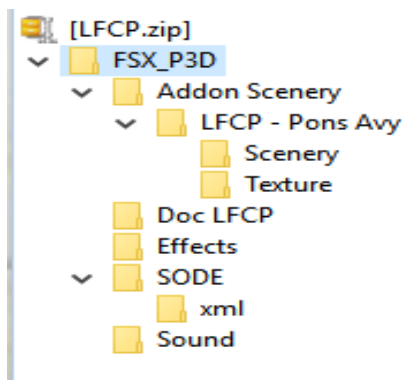 [LFCP.zip]
FSX_P3D
Addon Scenery
LFCP - Pons Avy
Scenery
Texture
Doc LFCP
Effects
SODE
xml
Sound